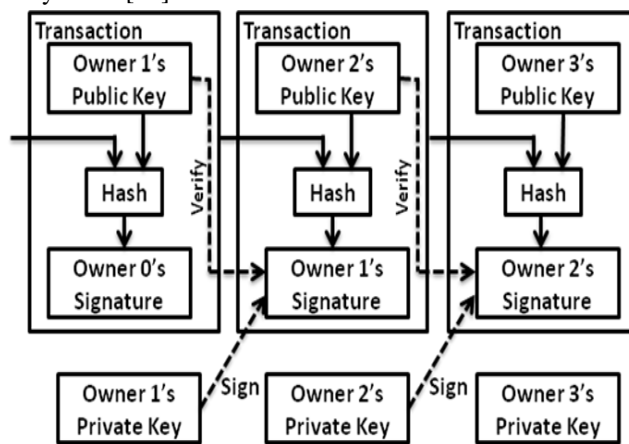 Transaction
Owner 1's
Public Key
Hash
Owner 0's
Signature
Verify
Transaction
Owner 2's
Public Key
Hash
Owner 1's
Signature
Verify
Transaction
Owner 3's
Public Key
Hash
Owner 2's
Signature
Owner 1's
Private Key
Sign
Owner 2's
Private Key
Sign
Owner 3's
Private Key